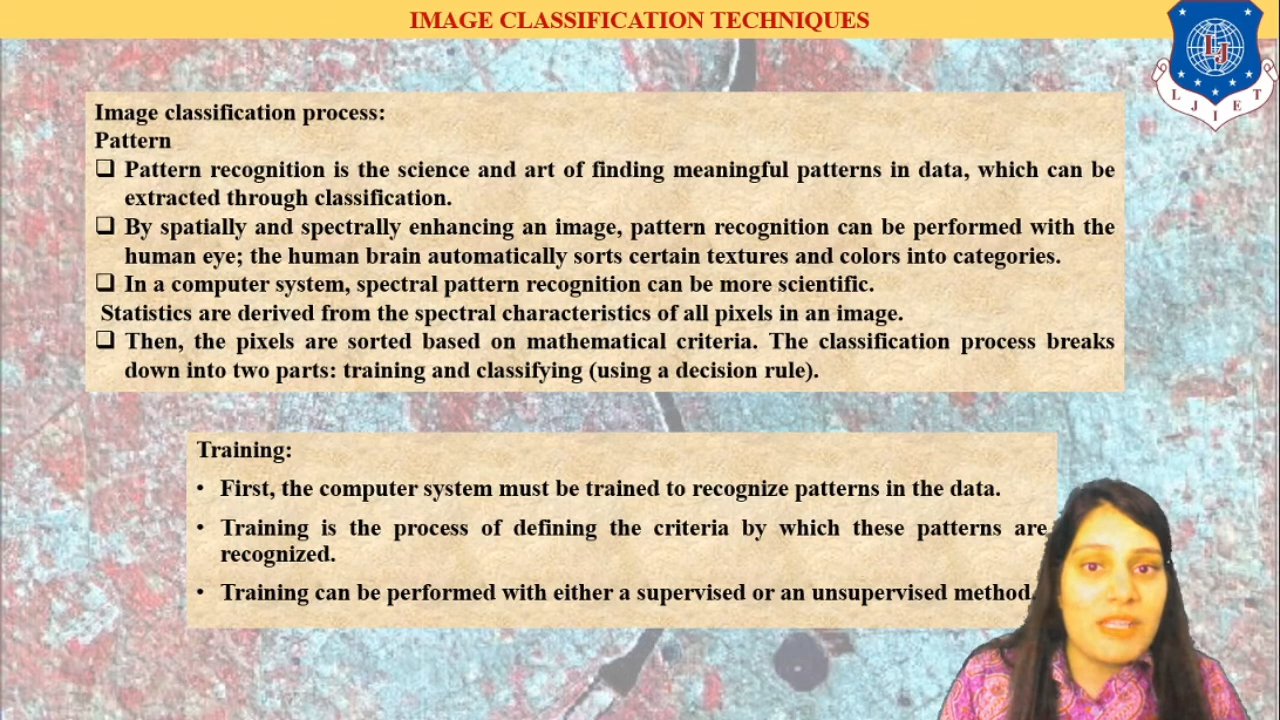 IMAGE CLASSIFICATION TECHNIQUES
LJ
L J I E T
Image classification process:
Pattern
❑ Pattern recognition is the science and art of finding meaningful patterns in data, which can be
extracted through classification.
❑ By spatially and spectrally enhancing an image, pattern recognition can be performed with the
human eye; the human brain automatically sorts certain textures and colors into categories.
❑ In a computer system, spectral pattern recognition can be more scientific.
Statistics are derived from the spectral characteristics of all pixels in an image.
❑ Then, the pixels are sorted based on mathematical criteria. The classification process breaks
down into two parts: training and classifying (using a decision rule).
Training:
• First, the computer system must be trained to recognize patterns in the data.
• Training is the process of defining the criteria by which these patterns are
recognized.
• Training can be performed with either a supervised or an unsupervised method.